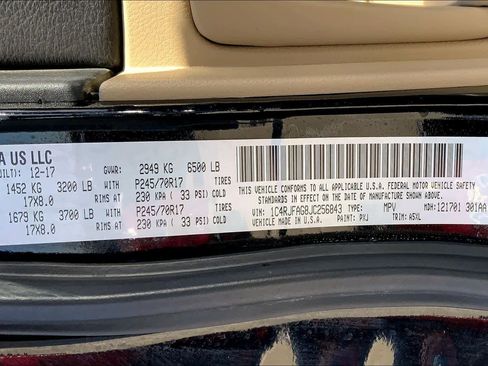 A US LLC
UILT): 12-17 GVWR: 2949 KG 6500 LB
1452 KG 3200 LB WITH P245/70R17 TIRES
17X8.0 RIMS AT 230 KPA ( 33 PSI) COLD
1679 KG 3700 LB WITH P245/70R17 TIRES
17X8.0 RIMS AT 230 KPA ( 33 PSI) COLD
THIS VEHICLE CONFORMS TO ALL APPLICABLE U.S.A. FEDERAL MOTOR VEHICLE SAFETY
STANDARDS IN EFFECT ON THE DATE OF MANUFACTURE SHOWN ABOVE.
VIN: 1C4RJFAG8JC256043 TYPE: MPV MDH: 121701 301AA
VEHICLE MADE IN U.S.A. PAINT: PXJ TRIM: A5XL